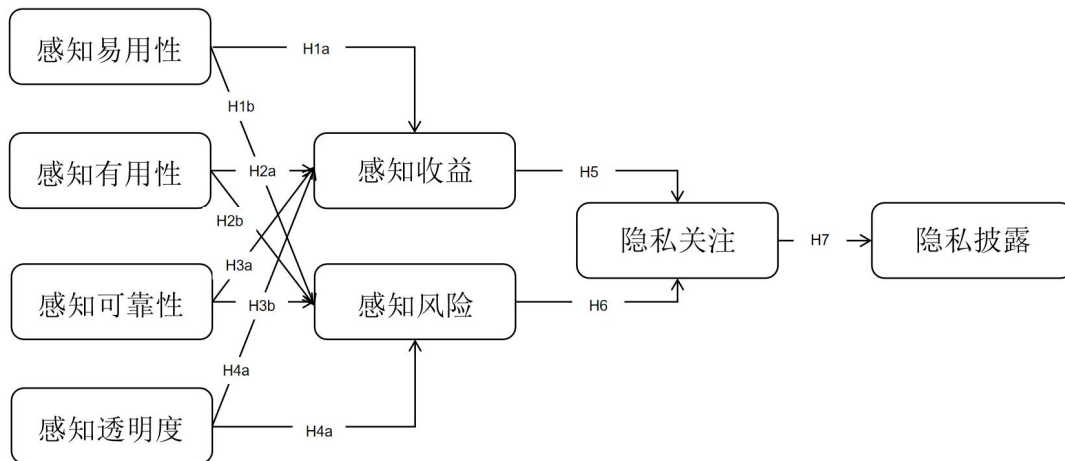 感知易用性
H1a
H1b
感知有用性
H2a
感知收益
H5
H2b
隐私关注
H7
隐私披露
H3a
感知可靠性
H3b
感知风险
H6
H4a
感知透明度
H4a